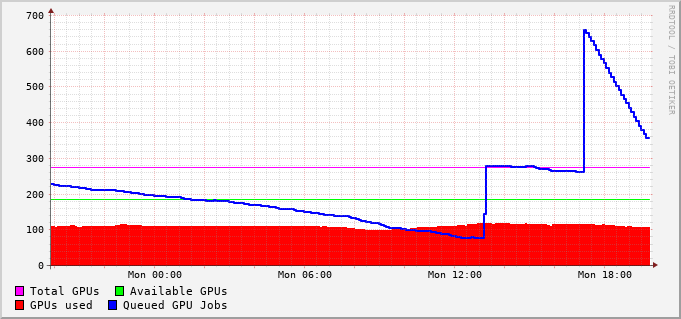 700
600
500
400
300
200
100
0
Mon 00:00 Mon 06:00 Mon 12:00 Mon 18:00
Total GPUs Available GPUs
GPUs used Queued GPU Jobs
RRDTOOL / TOBI OETIKER